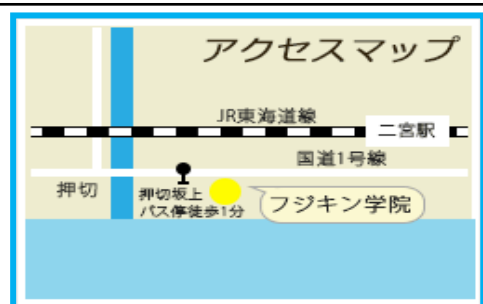 アクセスマップ
JR東海道線
二宮駅
国道1号線
押切
押切坂上
バス停徒歩1分
フジキン学院